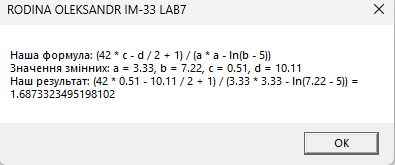 RODINA OLEKSANDR IM-33 LAB7
Наша формула: (42 * c - d / 2 + 1) / (a * a - ln(b - 5))
Значення змінних: a = 3.33, b = 7.22, c = 0.51, d = 10.11
Наш результат: (42 * 0.51 - 10.11 / 2 + 1) / (3.33 * 3.33 - ln(7.22 - 5)) =
1.6873323495198102
OK